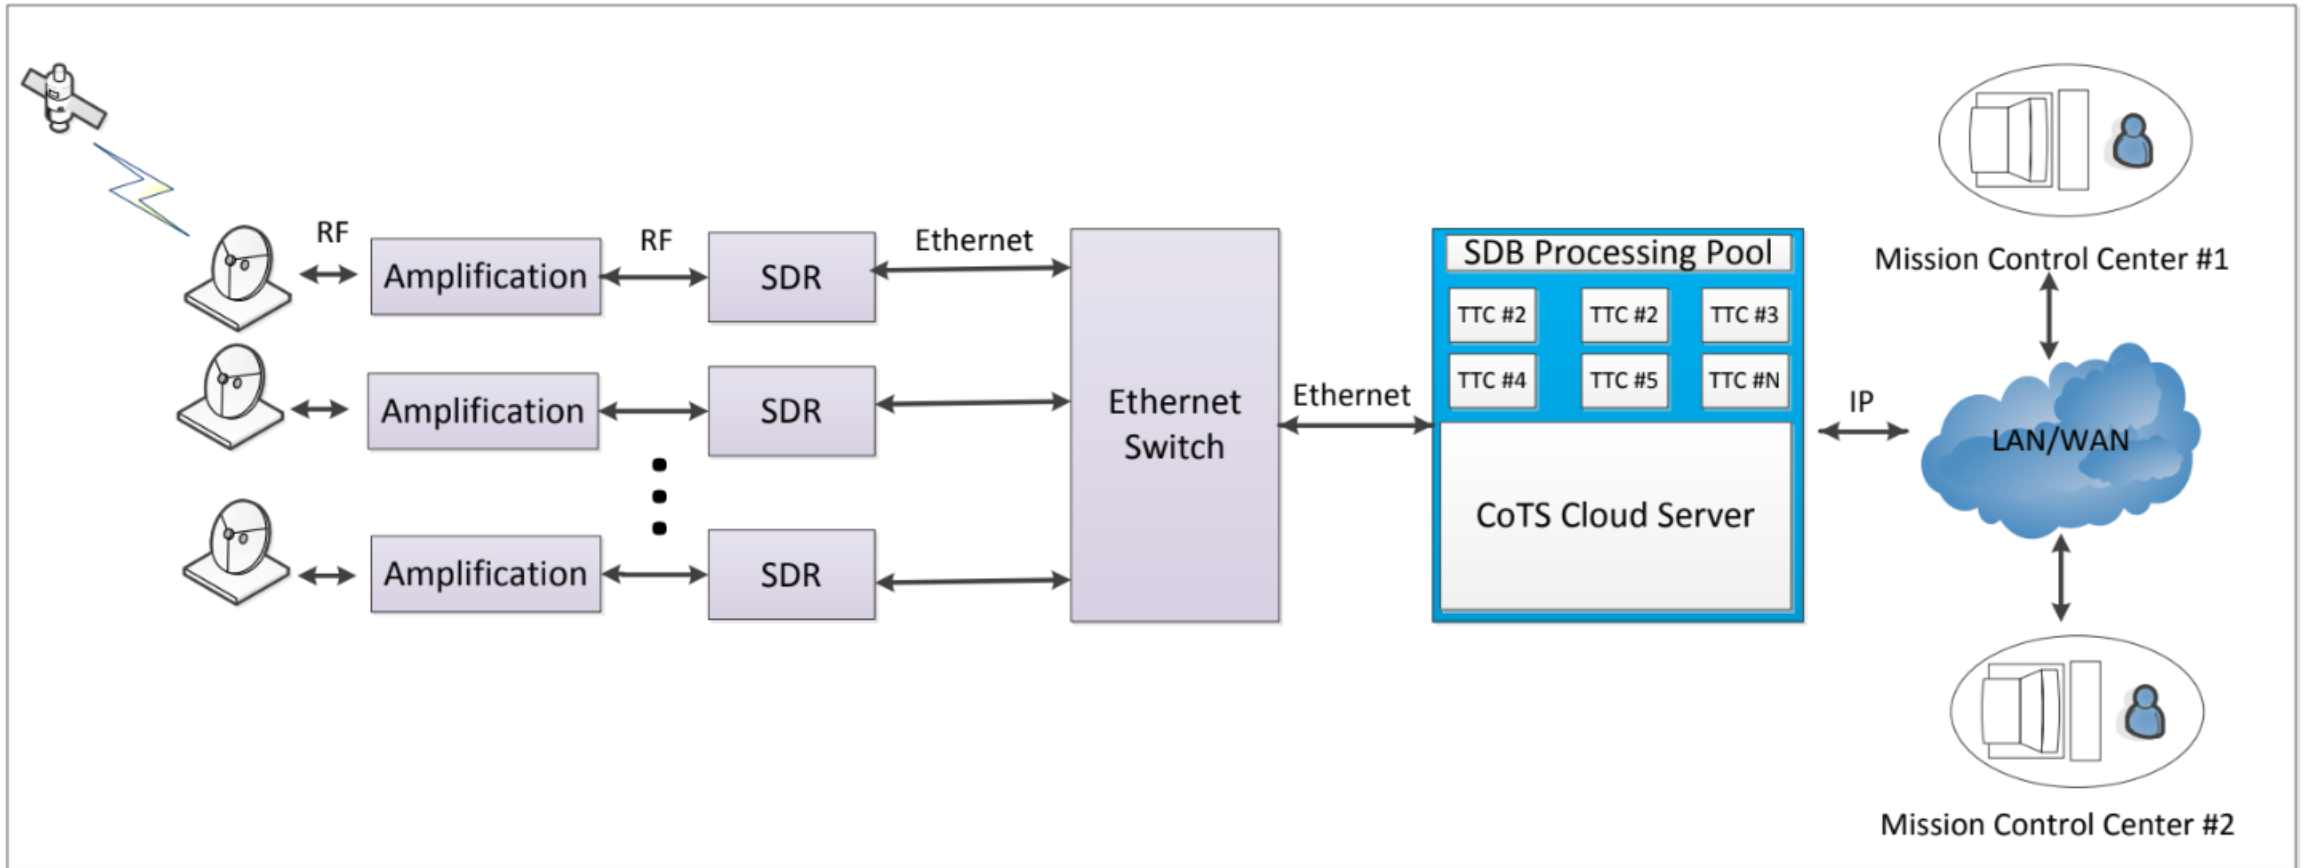 RF
RF
Ethernet
Amplification
SDR
Amplification
SDR
Amplification
SDR
Ethernet
Switch
Ethernet
SDB Processing Pool
TTC #2
TTC #2
TTC #3
TTC #4
TTC #5
TTC #N
CoTS Cloud Server
IP
Mission Control Center #1
LAN/WAN
Mission Control Center #2